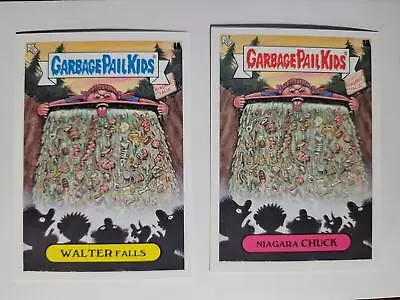 GARBAGE PAIL KIDS
WALTER FALLS
GARBAGE PAIL KIDS
NIAGARA CHUCK